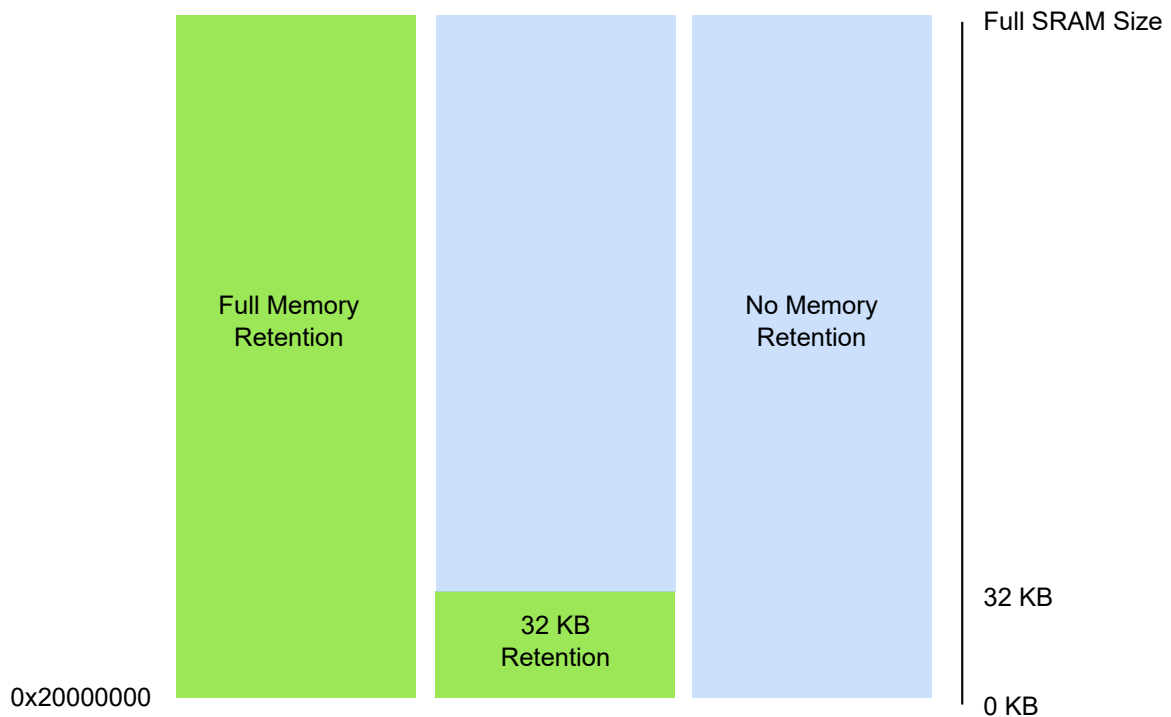 Full SRAM Size
Full Memory
Retention
No Memory
Retention
32 KB
32 KB
Retention
0x20000000
0 KB